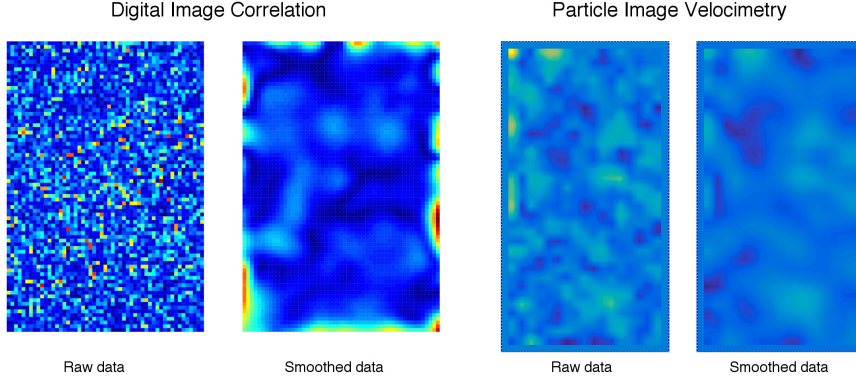 Digital Image Correlation
Particle Image Velocimetry
Raw data
Smoothed data
Raw data
Smoothed data